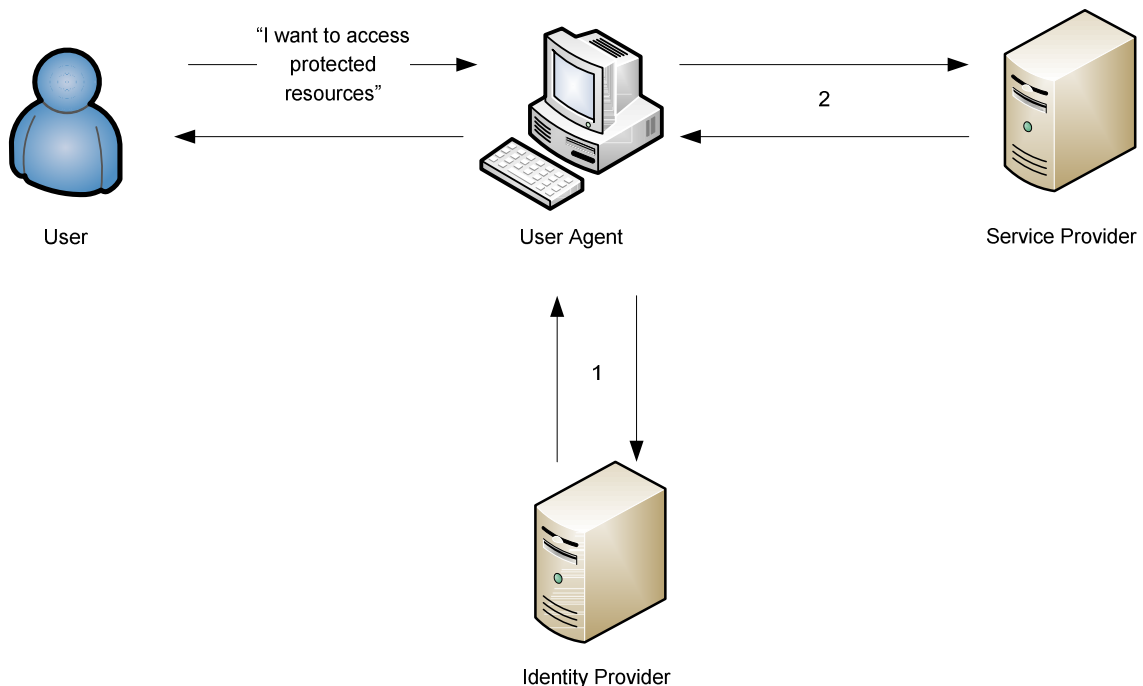 “I want to access
protected
resources”
2
User
User Agent
Service Provider
1
Identity Provider